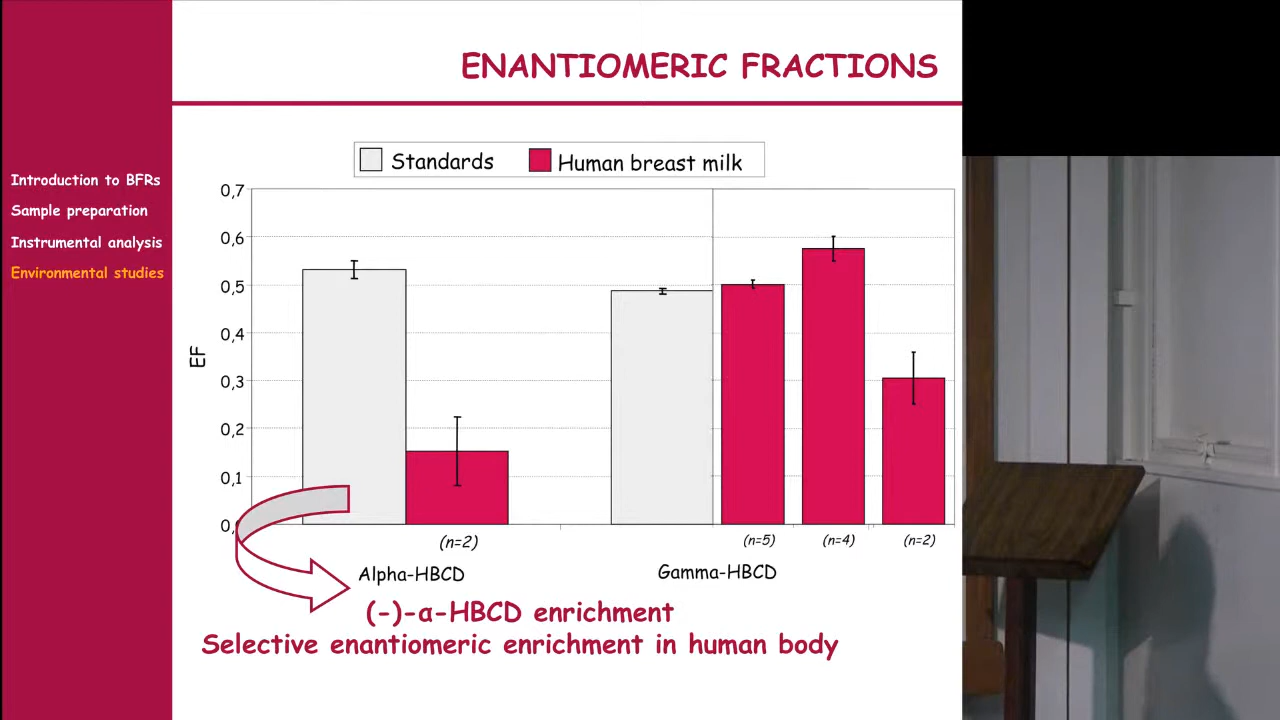 ENANTIOMERIC FRACTIONS
Introduction to BFRs
Sample preparation
Instrumental analysis
Environmental studies
Standards Human breast milk
0,7
0,6
0,5
0,4
0,3
0,2
0,1
0,
EF
(n=2) (n=5) (n=4) (n=2)
Alpha-HBCD Gamma-HBCD
(-)-α-HBCD enrichment
Selective enantiomeric enrichment in human body